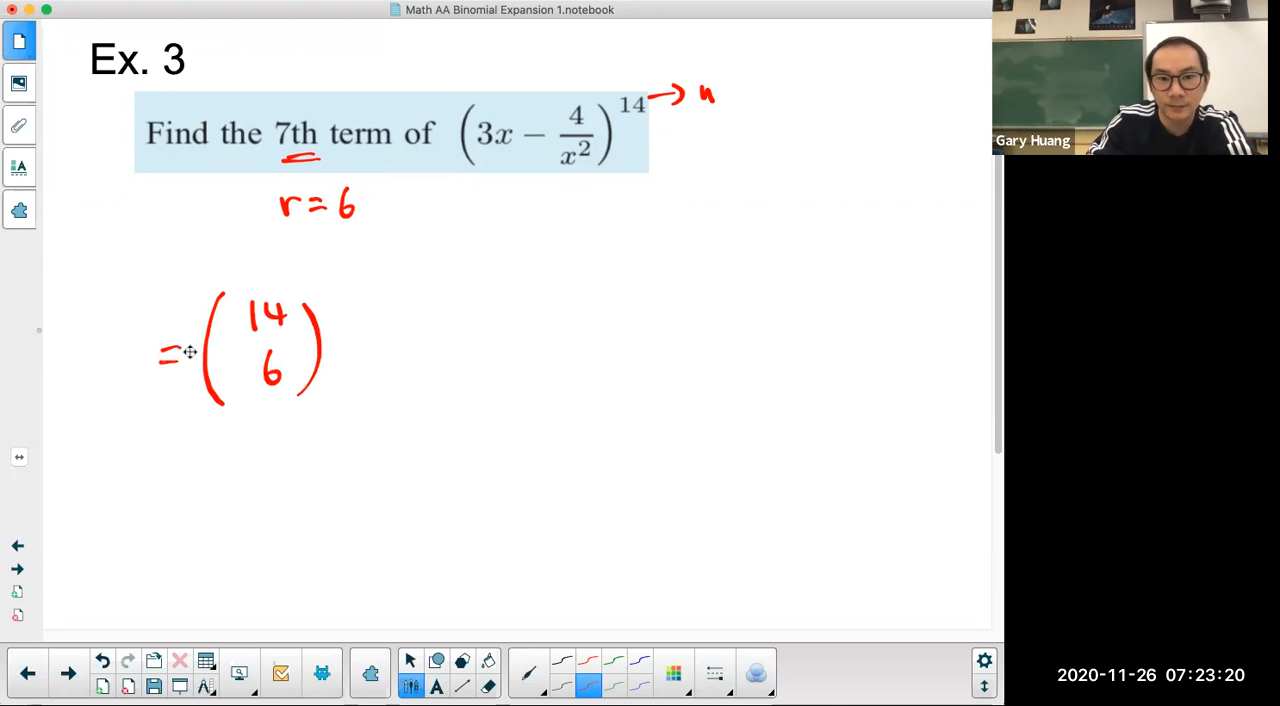 Math AA Binomial Expansion 1.notebook
Ex. 3
Find the 7th term of (3x − 4/x²)^14 → n
r = 6
= (14
6)
Gary Huang
A
A
2020-11-26 07:23:20